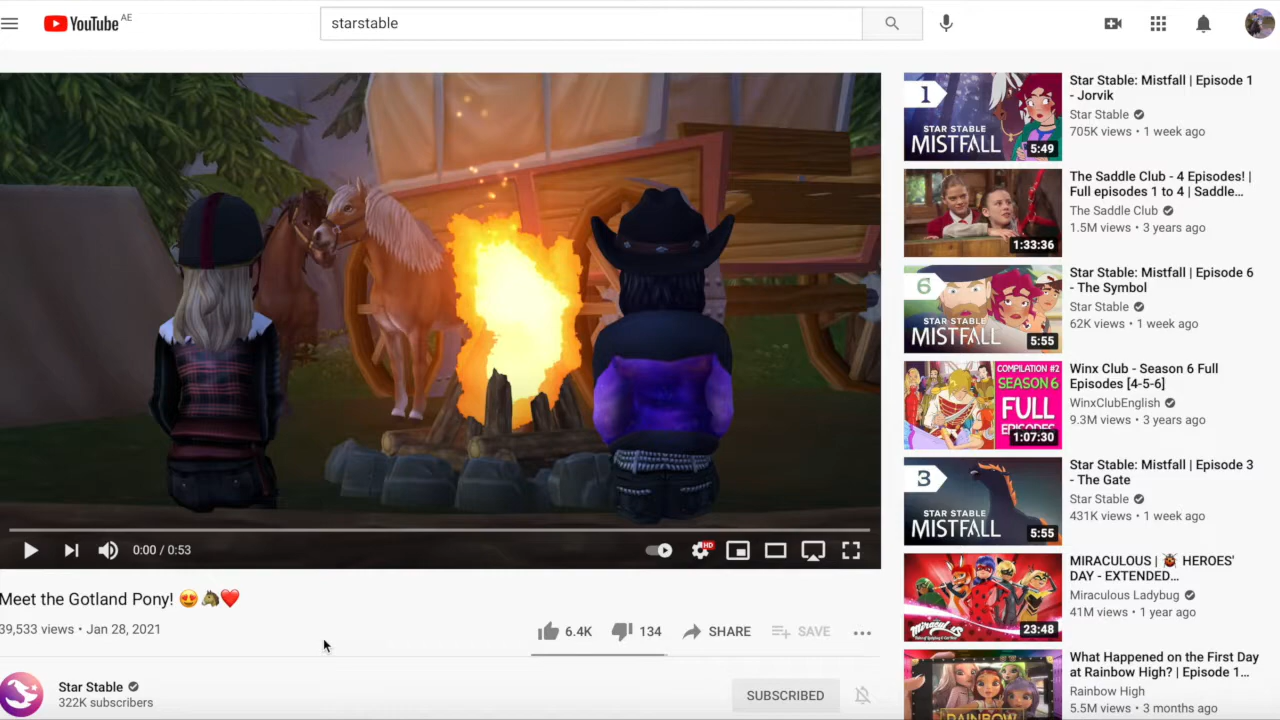 YouTube AE
starstable
0:00 / 0:53
HD
Meet the Gotland Pony! 😍🐴❤️
39,533 views • Jan 28, 2021
6.4K
134
SHARE
SAVE
Star Stable
322K subscribers
SUBSCRIBED
1
STAR STABLE
MISTFALL
5:49
Star Stable: Mistfall | Episode 1
- Jorvik
Star Stable
705K views • 1 week ago
1:33:36
The Saddle Club - 4 Episodes! |
Full episodes 1 to 4 | Saddle...
The Saddle Club
1.5M views • 3 years ago
6
STAR STABLE
MISTFALL
5:55
Star Stable: Mistfall | Episode 6
- The Symbol
Star Stable
62K views • 1 week ago
COMPILATION #2
SEASON 6
FULL
EPISODES
1:07:30
Winx Club - Season 6 Full
Episodes [4-5-6]
WinxClubEnglish
9.3M views • 3 years ago
3
STAR STABLE
MISTFALL
5:55
Star Stable: Mistfall | Episode 3
- The Gate
Star Stable
431K views • 1 week ago
Miraculous
23:48
MIRACULOUS | 🐞 HEROES'
DAY - EXTENDED...
Miraculous Ladybug
41M views • 1 year ago
RAINBOW
What Happened on the First Day
at Rainbow High? | Episode 1...
Rainbow High
5.5M views • 3 months ago